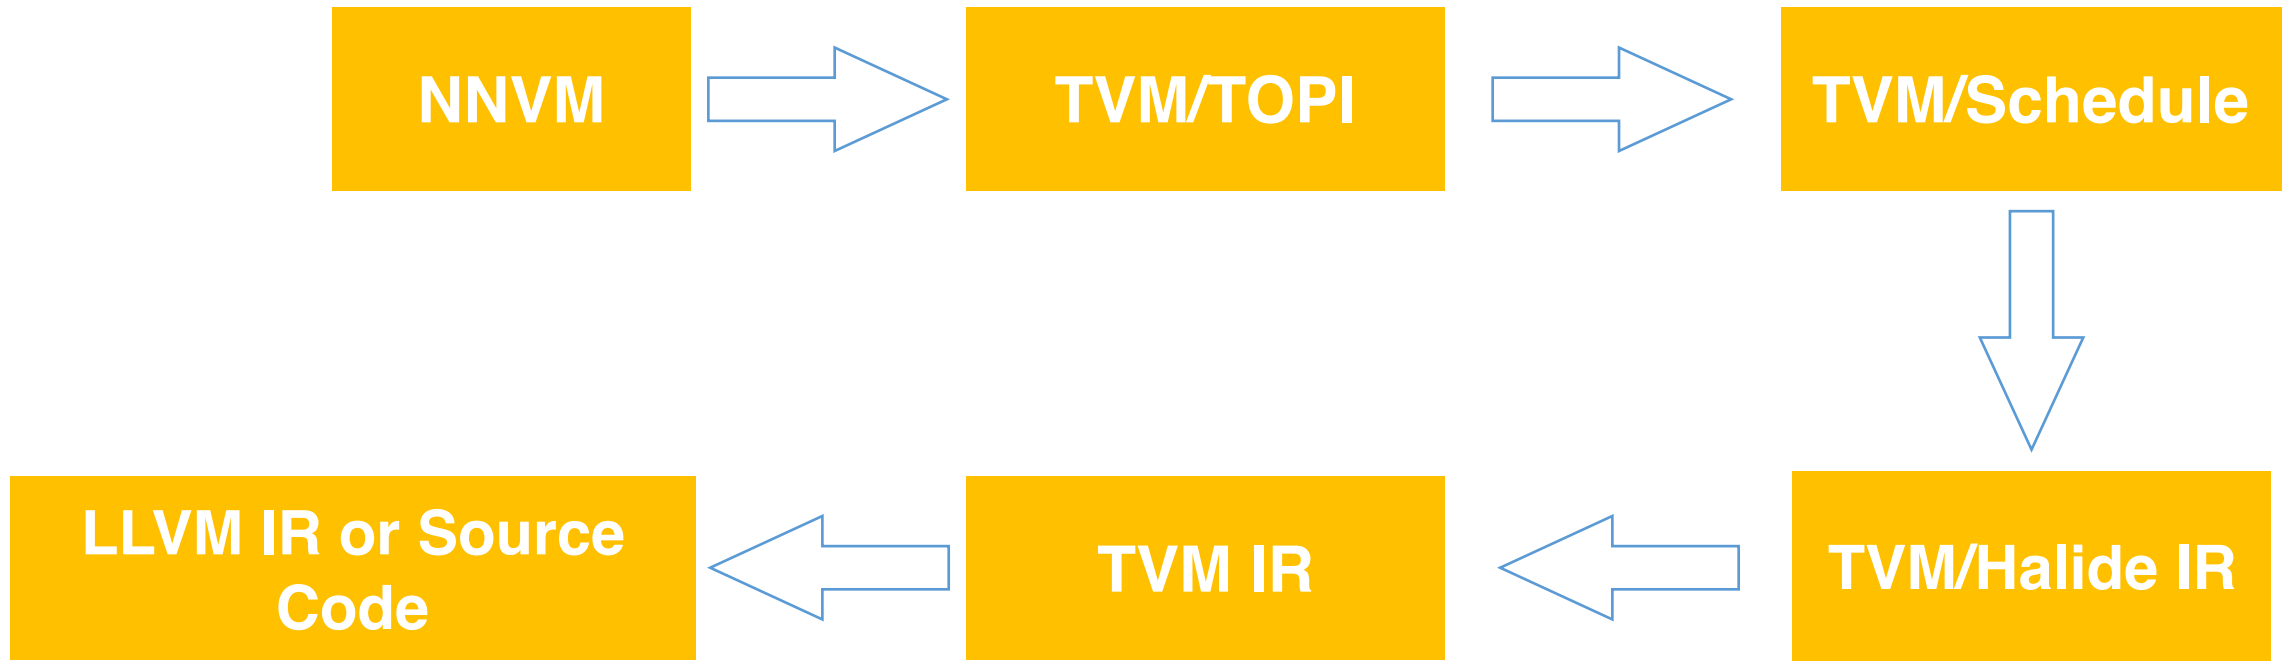 NNVM
TVM/TOPI
TVM/Schedule
LLVM IR or Source
Code
TVM IR
TVM/Halide IR